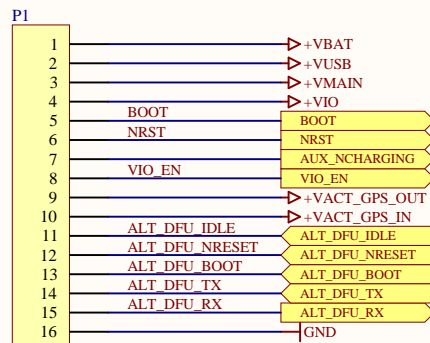 P1
1 +VBAT
2 +VUSB
3 +VMAIN
4 +VIO
5 BOOT BOOT
6 NRST NRST
7 AUX_NCHARGING
8 VIO_EN VIO_EN
9 +VACT_GPS_OUT
10 +VACT_GPS_IN
11 ALT_DFU_IDLE ALT_DFU_IDLE
12 ALT_DFU_NRESET ALT_DFU_NRESET
13 ALT_DFU_BOOT ALT_DFU_BOOT
14 ALT_DFU_TX ALT_DFU_TX
15 ALT_DFU_RX ALT_DFU_RX
16 GND